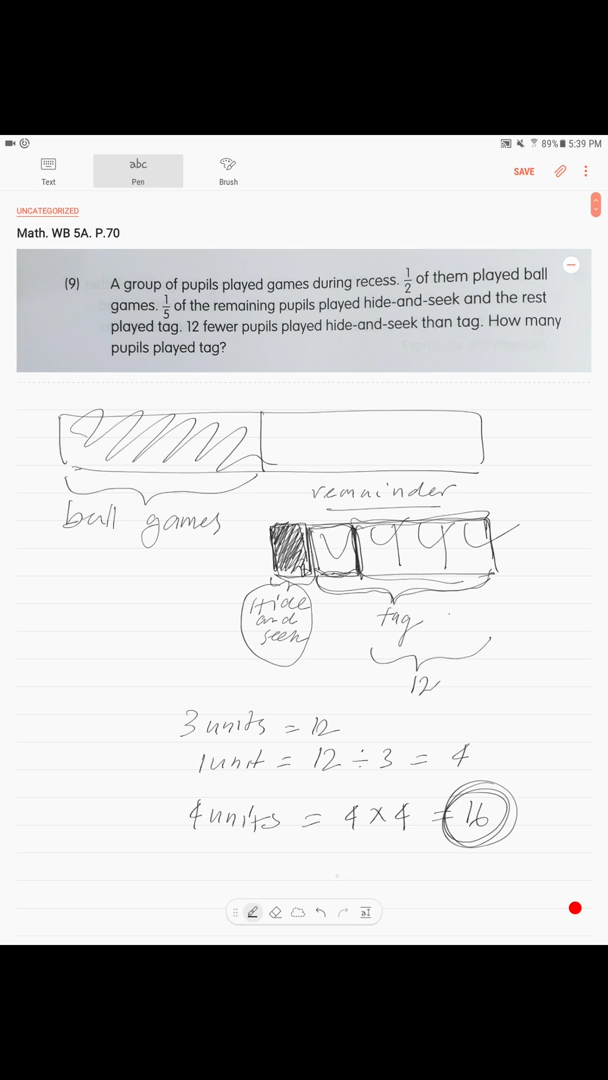 89% 5:39 PM
Text
abc
Pen
Brush
SAVE
UNCATEGORIZED
Math. WB 5A. P.70
(9) A group of pupils played games during recess. 1/2 of them played ball
games. 1/5 of the remaining pupils played hide-and-seek and the rest
played tag. 12 fewer pupils played hide-and-seek than tag. How many
pupils played tag?
ball games
remainder
Hide
and
seek
tag
12
3 units = 12
1 unit = 12 ÷ 3 = 4
4 units = 4 × 4 = 16
aI